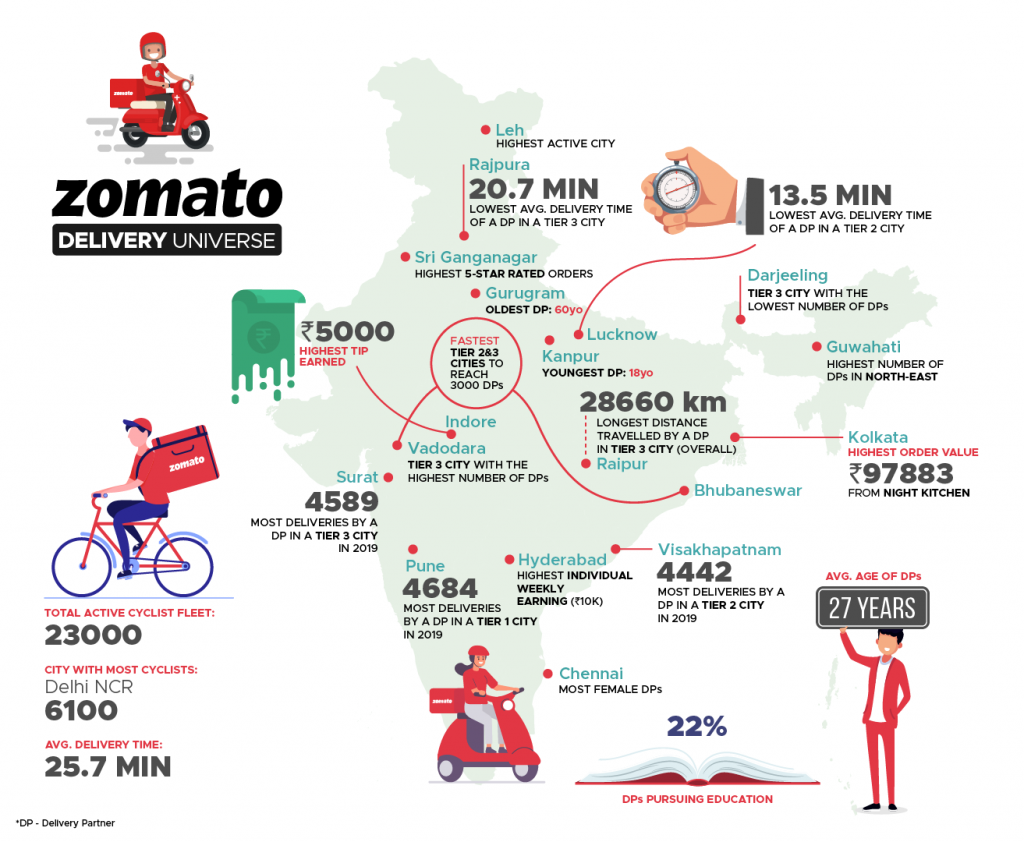 zomato
zomato
DELIVERY UNIVERSE
Leh
HIGHEST ACTIVE CITY
Rajpura
20.7 MIN
LOWEST AVG. DELIVERY TIME
OF A DP IN A TIER 3 CITY
13.5 MIN
LOWEST AVG. DELIVERY TIME
OF A DP IN A TIER 2 CITY
Sri Ganganagar
HIGHEST 5-STAR RATED ORDERS
Gurugram
OLDEST DP: 60yo
Darjeeling
TIER 3 CITY WITH THE
LOWEST NUMBER OF DPs
₹
₹5000
HIGHEST TIP
EARNED
FASTEST
TIER 2&3
CITIES TO
REACH
3000 DPs
Lucknow
Kanpur
YOUNGEST DP: 18yo
Guwahati
HIGHEST NUMBER OF
DPs IN NORTH-EAST
28660 km
LONGEST DISTANCE
TRAVELLED BY A DP
IN TIER 3 CITY (OVERALL)
Raipur
Indore
Vadodara
TIER 3 CITY WITH THE
HIGHEST NUMBER OF DPs
Kolkata
HIGHEST ORDER VALUE
₹97883
FROM NIGHT KITCHEN
zomato
Surat
4589
MOST DELIVERIES BY A
DP IN A TIER 3 CITY
IN 2019
Bhubaneswar
Pune
4684
MOST DELIVERIES
BY A DP IN A TIER 1 CITY
IN 2019
Hyderabad
HIGHEST INDIVIDUAL
WEEKLY
EARNING (₹10K)
Visakhapatnam
4442
MOST DELIVERIES BY A
DP IN A TIER 2 CITY
IN 2019
AVG. AGE OF DPs
27 YEARS
TOTAL ACTIVE CYCLIST FLEET:
23000
CITY WITH MOST CYCLISTS:
Delhi NCR
6100
AVG. DELIVERY TIME:
25.7 MIN
zomato
Chennai
MOST FEMALE DPs
22%
DPs PURSUING EDUCATION
*DP - Delivery Partner